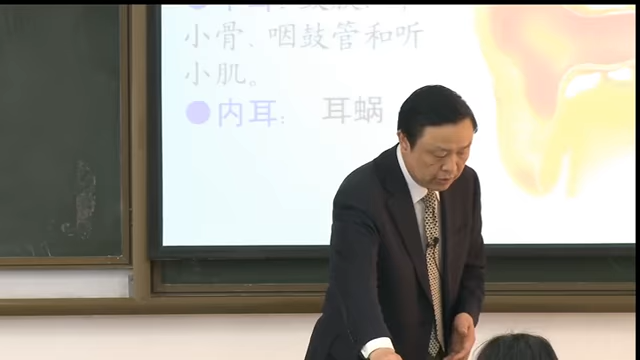 小骨、咽鼓管和听
小肌。
●内耳： 耳蜗